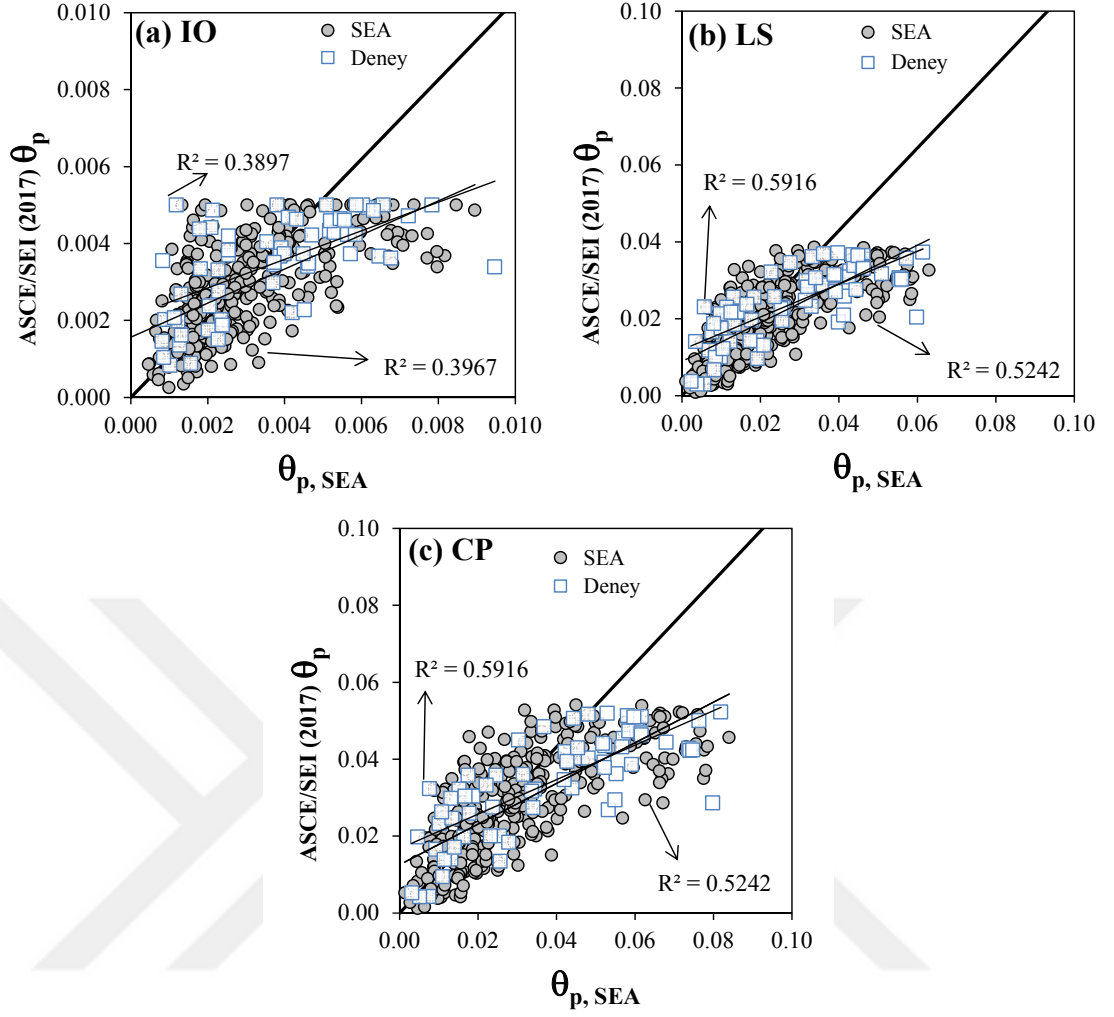 (a) IO
SEA
Deney
R² = 0.3897
R² = 0.3967
ASCE/SEI (2017) θp
0.010
0.008
0.006
0.004
0.002
0.000
0.000 0.002 0.004 0.006 0.008 0.010
θp, SEA
(b) LS
SEA
Deney
R² = 0.5916
R² = 0.5242
ASCE/SEI (2017) θp
0.10
0.08
0.06
0.04
0.02
0.00
0.00 0.02 0.04 0.06 0.08 0.10
θp, SEA
(c) CP
SEA
Deney
R² = 0.5916
R² = 0.5242
ASCE/SEI (2017) θp
0.10
0.08
0.06
0.04
0.02
0.00
0.00 0.02 0.04 0.06 0.08 0.10
θp, SEA